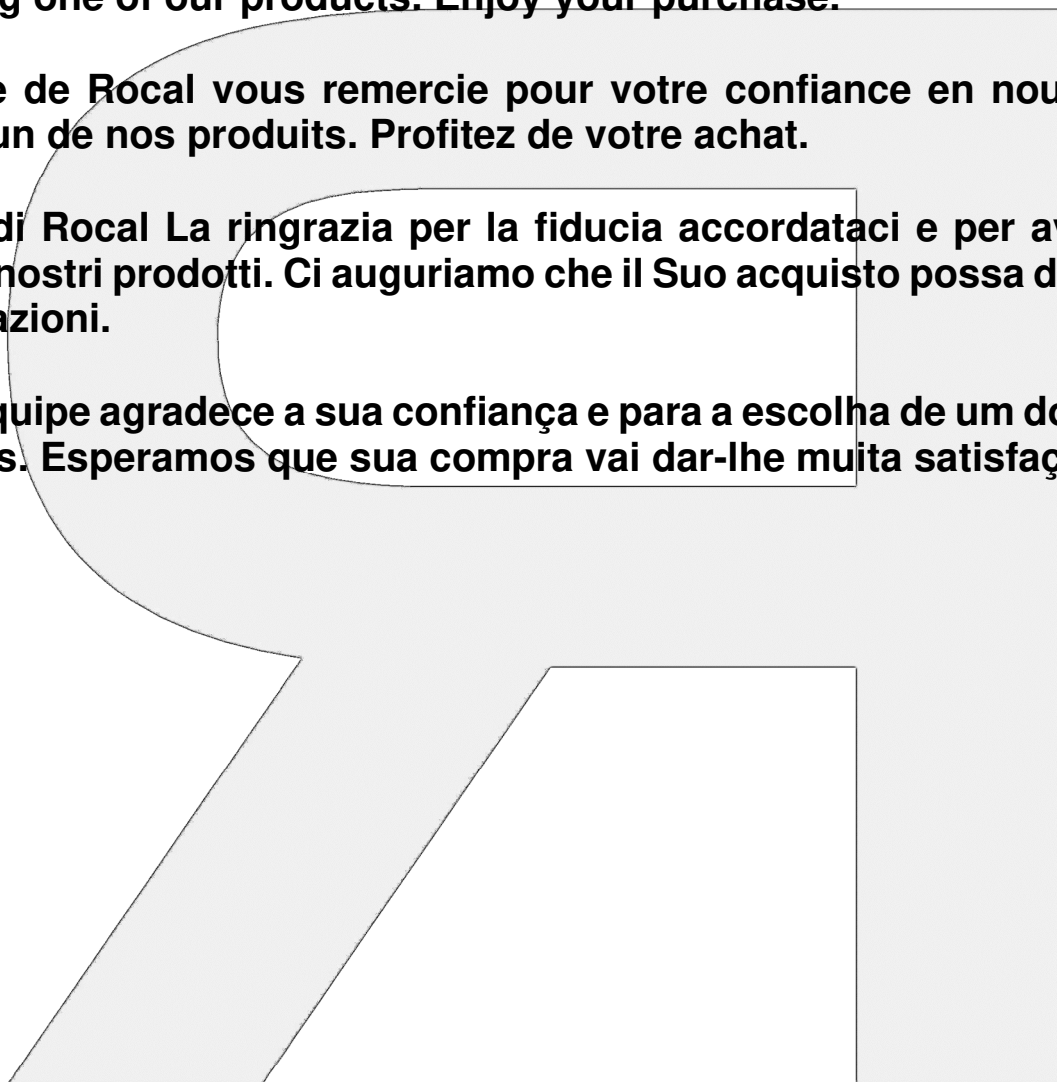 one of our products. Enjoy your purchase.
de Rocal vous remercie pour votre confiance en nou
un de nos produits. Profitez de votre achat.
di Rocal La ringrazia per la fiducia accordataci e per av
nostri prodotti. Ci auguriamo che il Suo acquisto possa d
azioni.
quipe agradece a sua confiança e para a escolha de um do
s. Esperamos que sua compra vai dar-lhe muita satisfaç